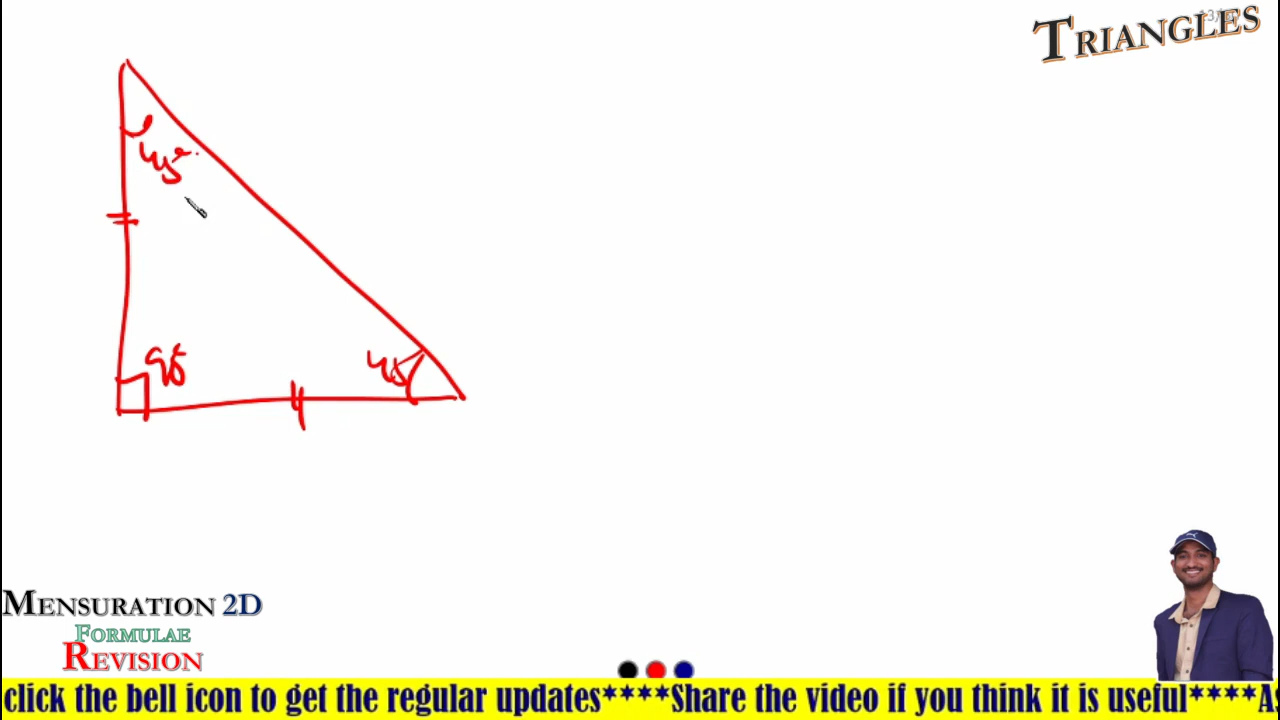 TRIANGLES
45°
90°
45
MENSURATION 2D
FORMULAE
REVISION
click the bell icon to get the regular updates****Share the video if you think it is useful****As